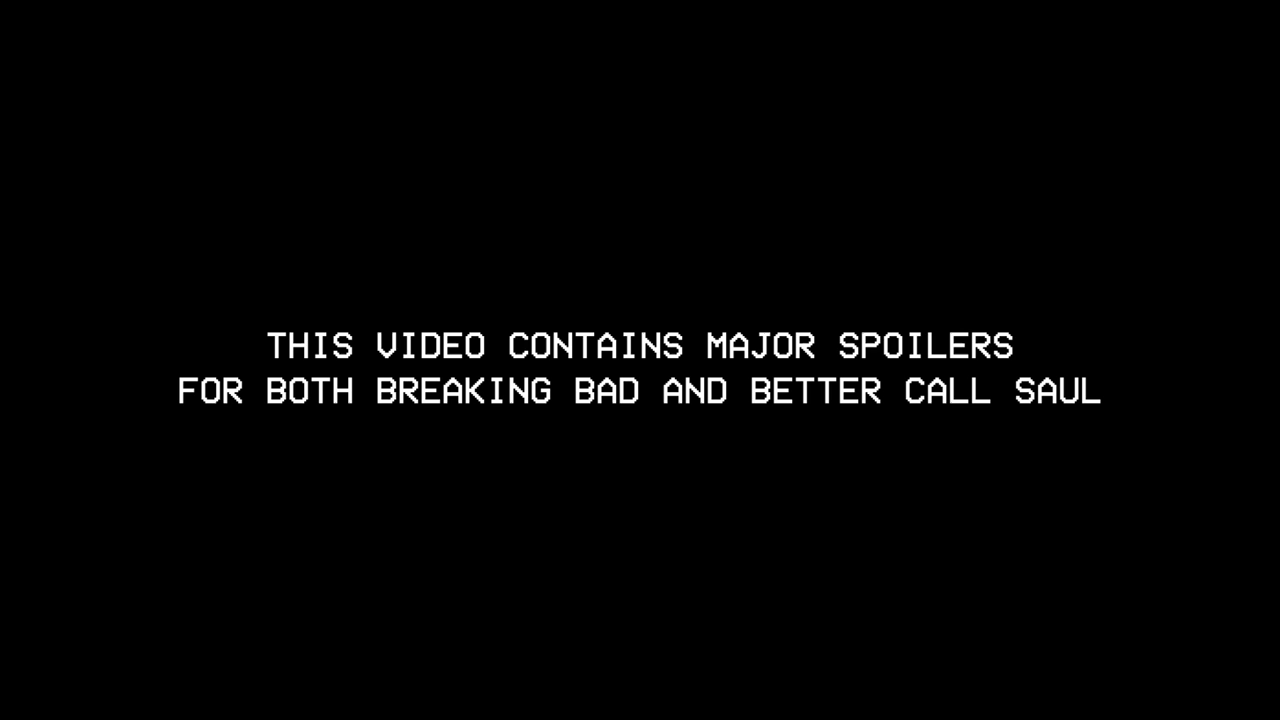 THIS VIDEO CONTAINS MAJOR SPOILERS
FOR BOTH BREAKING BAD AND BETTER CALL SAUL